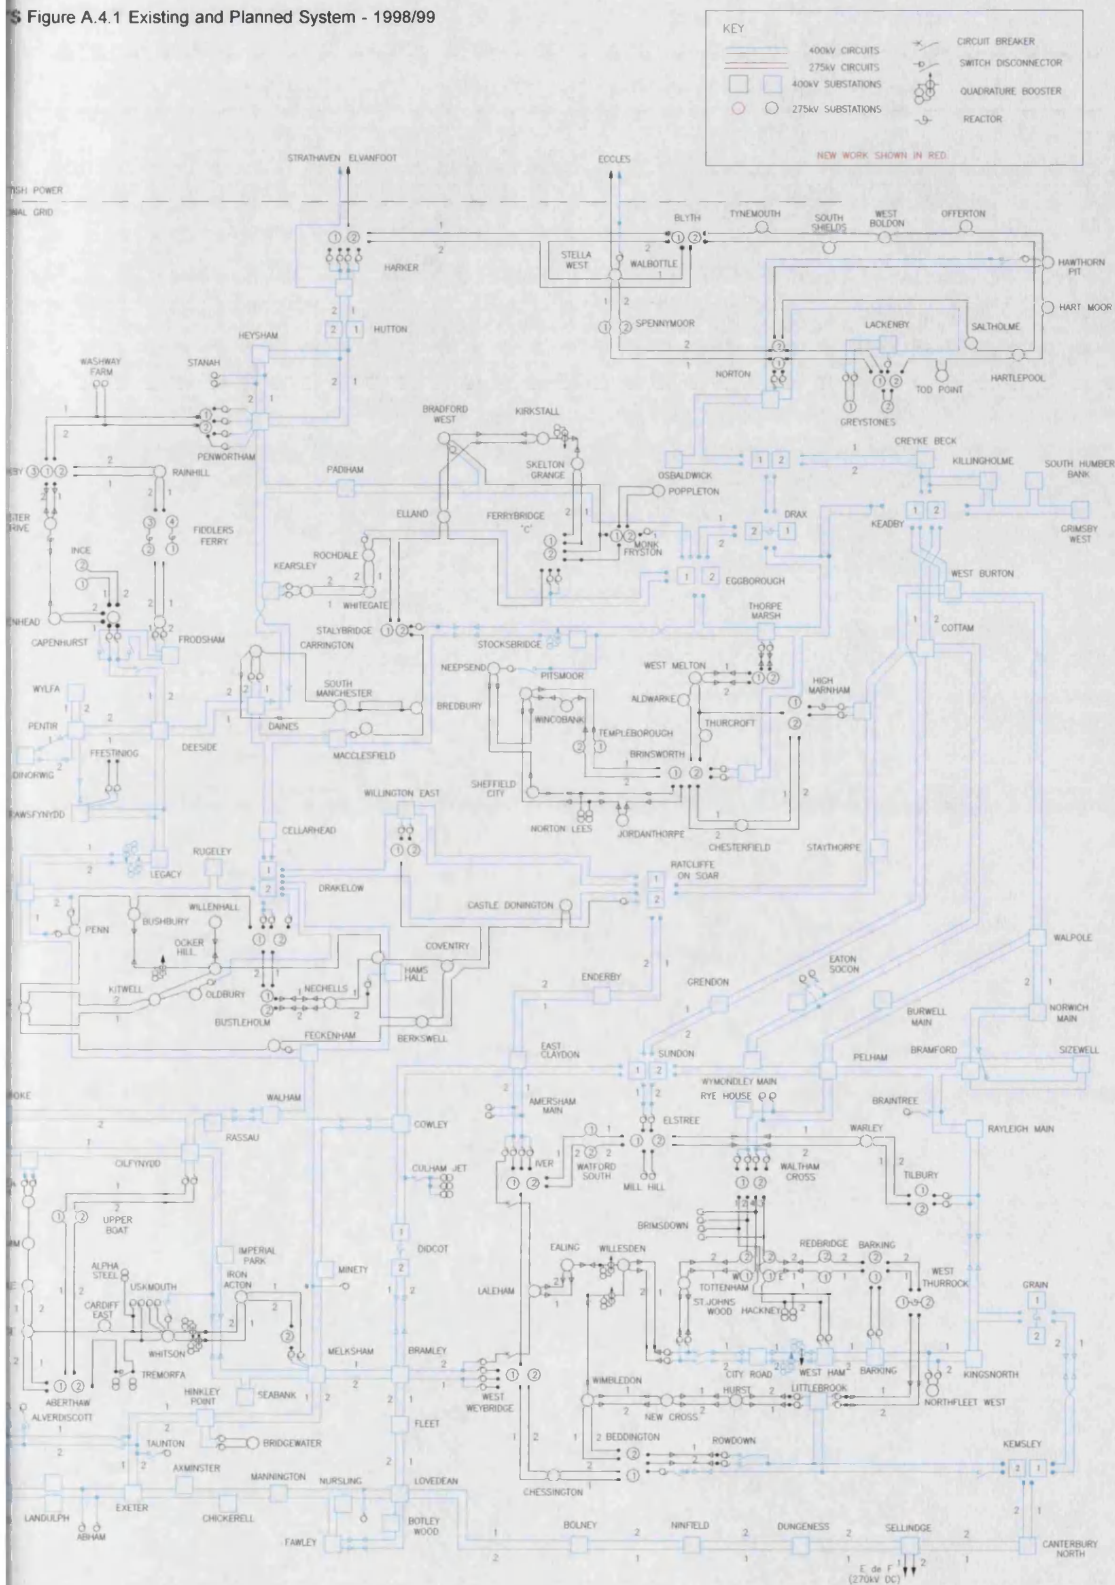 S Figure A.4.1 Existing and Planned System - 1998/99
KEY
400kV CIRCUITS
275kV CIRCUITS
400kV SUBSTATIONS
275kV SUBSTATIONS
CIRCUIT BREAKER
SWITCH DISCONNECTOR
QUADRATURE BOOSTER
REACTOR
NEW WORK SHOWN IN RED.
STRATHAVEN ELVANFOOT
ECCLES
ISH POWER
NAL GRID
HARKER
STELLA WEST
WALBOTTLE
BLYTH
TYNEMOUTH
SOUTH SHIELDS
WEST BOLDON
OFFERTON
HAWTHORN PIT
HART MOOR
HUTTON
SPENNYMOOR
LACKENBY
SALTHOLME
HEYSHAM
WASHWAY FARM
STANAH
NORTON
TOD POINT
HARTLEPOOL
GREYSTONES
PENWORTHAM
BRADFORD WEST
KIRKSTALL
CREYKE BECK
KILLINGHOLME
SOUTH HUMBER BANK
KBY
RAINHILL
PADIHAM
SKELTON GRANGE
OSBALDWICK
POPPLETON
STER DRIVE
FIDDLERS FERRY
ELLAND
FERRYBRIDGE "C"
MONK FRYSTON
DRAX
KEADBY
GRIMSBY WEST
INCE
ROCHDALE
KEARSLEY
WHITEGATE
EGGBOROUGH
WEST BURTON
ENHEAD
CAPENHURST
FRODSHAM
STALYBRIDGE
STOCKSBRIDGE
THORPE MARSH
COTTAM
CARRINGTON
NEEPSEND
PITSMOOR
WEST MELTON
HIGH MARNHAM
WYLFA
SOUTH MANCHESTER
BREDBURY
ALDWARKE
WINCOBANK
THURCROFT
PENTIR
DEESIDE
DAINES
TEMPLEBOROUGH
FFESTINIOG
MACCLESFIELD
BRINSWORTH
DINORWIG
SHEFFIELD CITY
AWSFYNYDD
WILLINGTON EAST
NORTON LEES
JORDANTHORPE
CHESTERFIELD
CELLARHEAD
STAYTHORPE
LEGACY
RUGELEY
DRAKELOW
RATCLIFFE ON SOAR
CASTLE DONINGTON
PENN
BUSHBURY
WILLENHALL
OCKER HILL
COVENTRY
WALPOLE
HAMS HALL
ENDERBY
EATON SOCON
KITWELL
OLDBURY
NECHELLS
GRENDON
BURWELL MAIN
NORWICH MAIN
BUSTLEHOLM
FECKENHAM
BERKSWELL
EAST CLAYDON
SUNDON
PELHAM
BRAMFORD
SIZEWELL
WYMONDLEY MAIN
RYE HOUSE
WALHAM
AMERSHAM MAIN
BRAINTREE
RASSAU
COWLEY
ELSTREE
WARLEY
RAYLEIGH MAIN
CILFYNYDD
CULHAM JET
IVER
WATFORD SOUTH
MILL HILL
WALTHAM CROSS
TILBURY
UPPER BOAT
BRIMSDOWN
IMPERIAL PARK
DIDCOT
EALING
WILLESDEN
REDBRIDGE
BARKING
ALPHA STEEL
IRON ACTON
MINETY
LALEHAM
TOTTENHAM
WEST THURROCK
GRAIN
USKMOUTH
CARDIFF EAST
ST.JOHNS WOOD
HACKNEY
WHITSON
TREMORFA
MELKSHAM
BRAMLEY
CITY ROAD
WEST HAM
BARKING
KINGSNORTH
HINKLEY POINT
SEABANK
WEST WEYBRIDGE
WIMBLEDON
LITTLEBROOK
ABERTHAW
NEW CROSS
HURST
NORTHFLEET WEST
ALVERDISCOTT
FLEET
BEDDINGTON
ROWDOWN
TAUNTON
BRIDGEWATER
KEMSLEY
AXMINSTER
MANNINGTON
NURSLING
LOVEDEAN
CHESSINGTON
LANDULPH
EXETER
CHICKERELL
BOTLEY WOOD
BOLNEY
NINFIELD
DUNGENESS
SELLINDGE
ABHAM
FAWLEY
CANTERBURY NORTH
E. de F
(270kV DC)